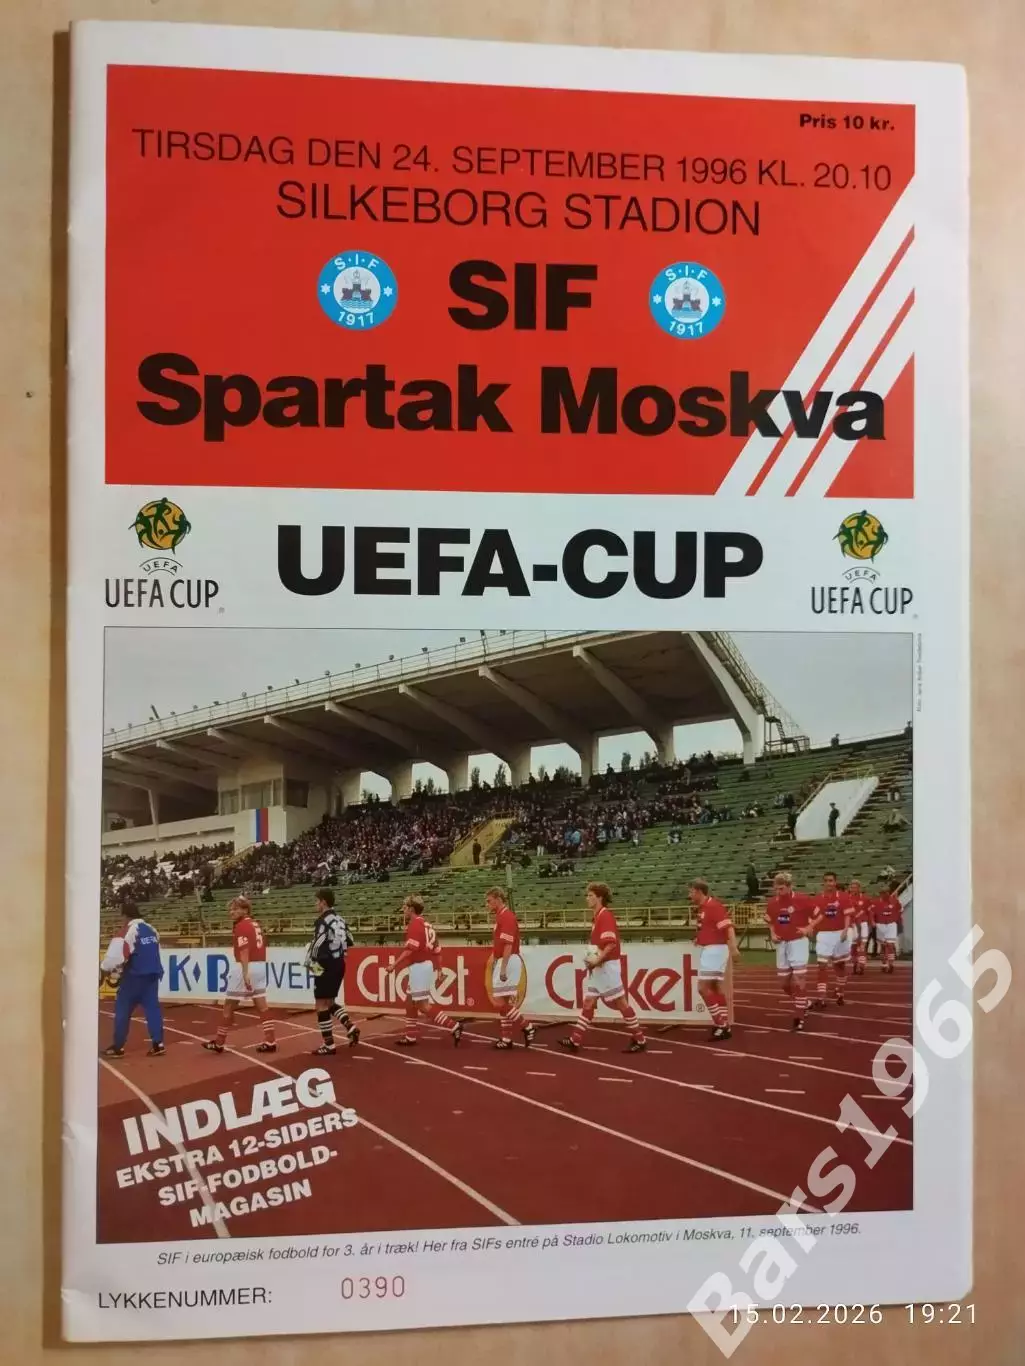 Pris 10 kr.
TIRSDAG DEN 24. SEPTEMBER 1996 KL. 20.10
SILKEBORG STADION
S·I·F
1917
SIF
S·I·F
1917
Spartak Moskva
UEFA
UEFA CUP
UEFA-CUP
UEFA
UEFA CUP
UEFA
5
12
K·B
Cricket
Cricket
INDLÆG
EKSTRA 12-SIDERS
SIF-FODBOLD-
MAGASIN
SIF i europæisk fodbold for 3. år i træk! Her fra SIFs entré på Stadio Lokomotiv i Moskva, 11. september 1996.
LYKKENUMMER: 0390
Bars1965
15.02.2026 19:21